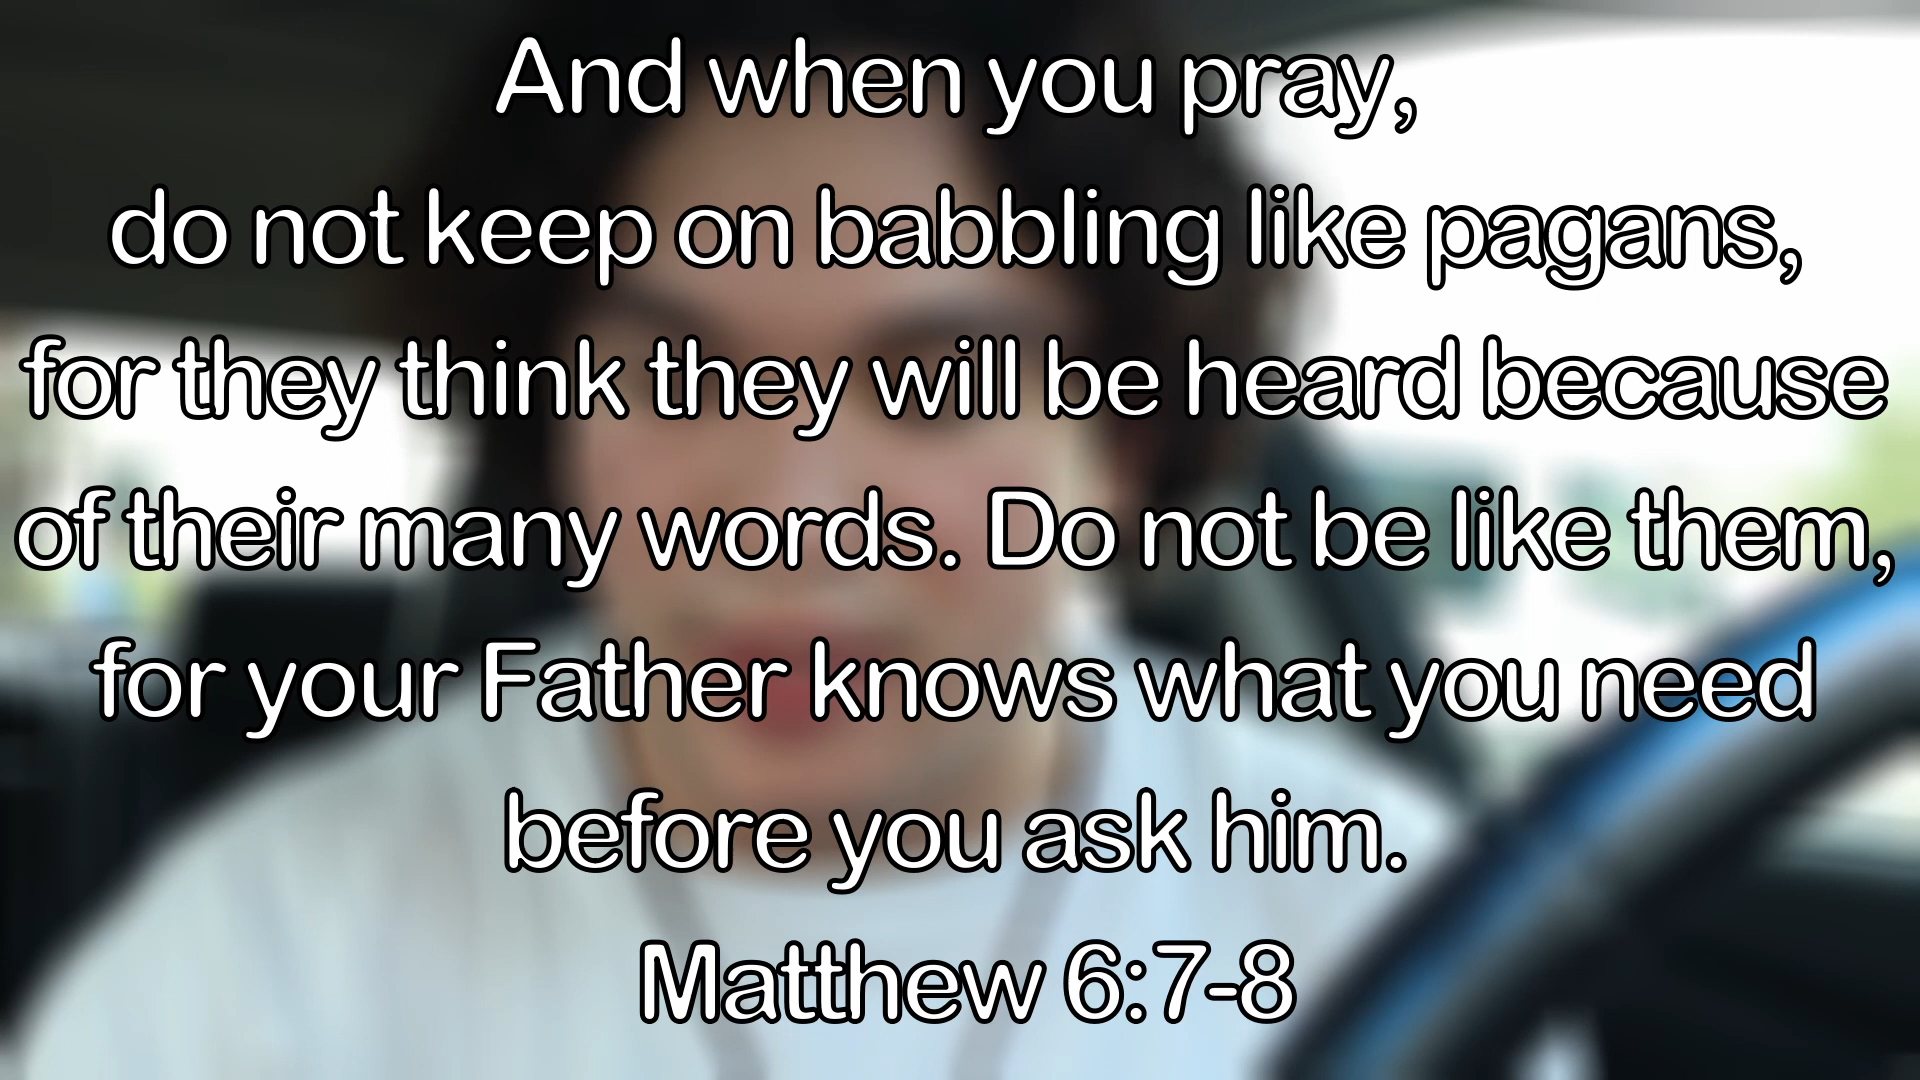 And when you pray,
do not keep on babbling like pagans,
for they think they will be heard because
of their many words. Do not be like them,
for your Father knows what you need
before you ask him.
Matthew 6:7-8